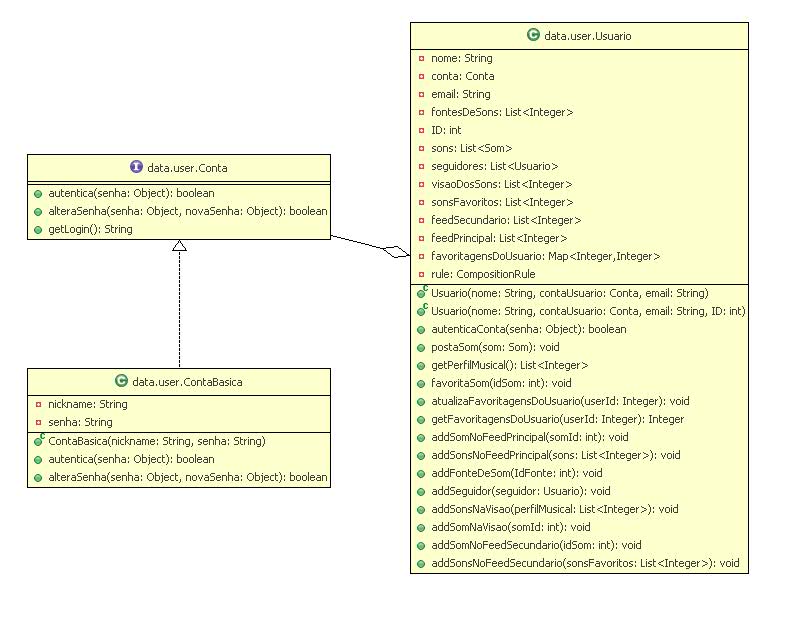 data.user.Usuario
nome: String
conta: Conta
email: String
fontesDeSons: List<Integer>
ID: int
sons: List<Som>
seguidores: List<Usuario>
visaoDosSons: List<Integer>
sonsFavoritos: List<Integer>
feedSecundario: List<Integer>
feedPrincipal: List<Integer>
favoritagensDoUsuario: Map<Integer,Integer>
rule: CompositionRule
Usuario(nome: String, contaUsuario: Conta, email: String)
Usuario(nome: String, contaUsuario: Conta, email: String, ID: int)
autenticaConta(senha: Object): boolean
postaSom(som: Som): void
getPerfilMusical(): List<Integer>
favoritaSom(idSom: int): void
atualizaFavoritagensDoUsuario(userId: Integer): void
getFavoritagensDoUsuario(userId: Integer): Integer
addSomNoFeedPrincipal(somId: int): void
addSonsNoFeedPrincipal(sons: List<Integer>): void
addFonteDeSom(IdFonte: int): void
addSeguidor(seguidor: Usuario): void
addSonsNaVisao(perfilMusical: List<Integer>): void
addSomNaVisao(somId: int): void
addSomNoFeedSecundario(idSom: int): void
addSonsNoFeedSecundario(sonsFavoritos: List<Integer>): void
data.user.Conta
autentica(senha: Object): boolean
alteraSenha(senha: Object, novaSenha: Object): boolean
getLogin(): String
data.user.ContaBasica
nickname: String
senha: String
ContaBasica(nickname: String, senha: String)
autentica(senha: Object): boolean
alteraSenha(senha: Object, novaSenha: Object): boolean